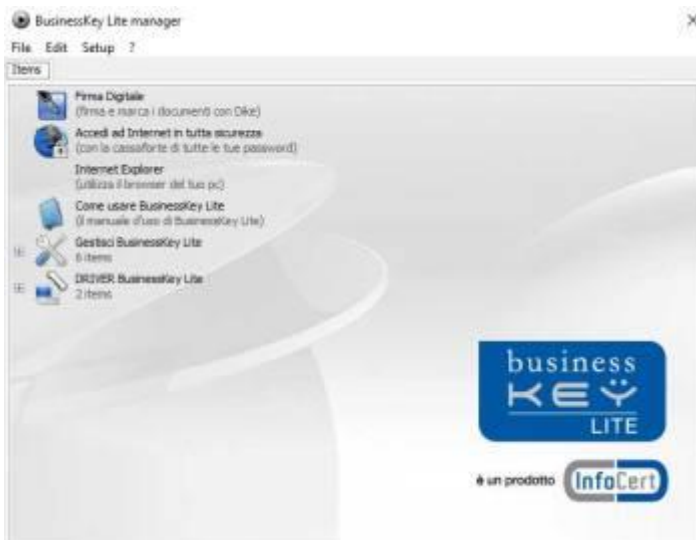 BusinessKey Lite manager
File Edit Setup ?
Items
Firma Digitale
(firma e marca i documenti con Dike)
Accedi ad Internet in tutta sicurezza
(con la cassaforte di tutte le tue password)
Internet Explorer
(utilizza il browser del tuo pc)
Come usare BusinessKey Lite
(il manuale d'uso di BusinessKey Lite)
Gestisci BusinessKey Lite
6 items
DRIVER BusinessKey Lite
2 items
business
KEY
LITE
è un prodotto InfoCert